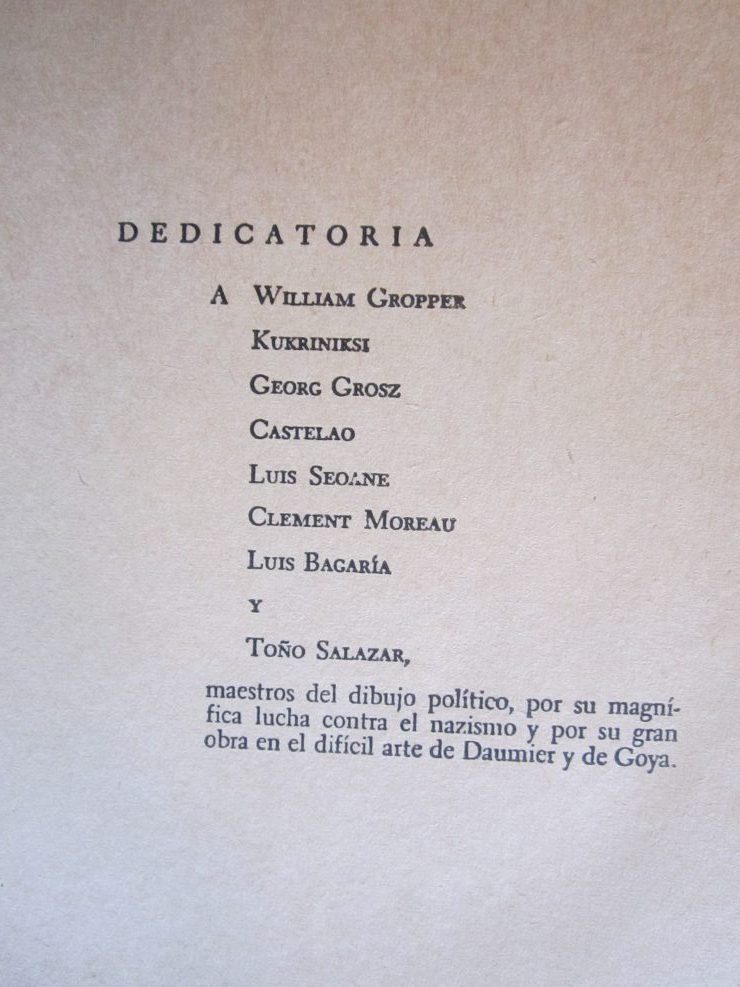 DEDICATORIA
A WILLIAM GROPPER
KUKRINIKSI
GEORG GROSZ
CASTELAO
LUIS SEOANE
CLEMENT MOREAU
LUIS BAGARÍA
Y
TOÑO SALAZAR,
maestros del dibujo político, por su magní-
fica lucha contra el nazismo y por su gran
obra en el difícil arte de Daumier y de Goya.